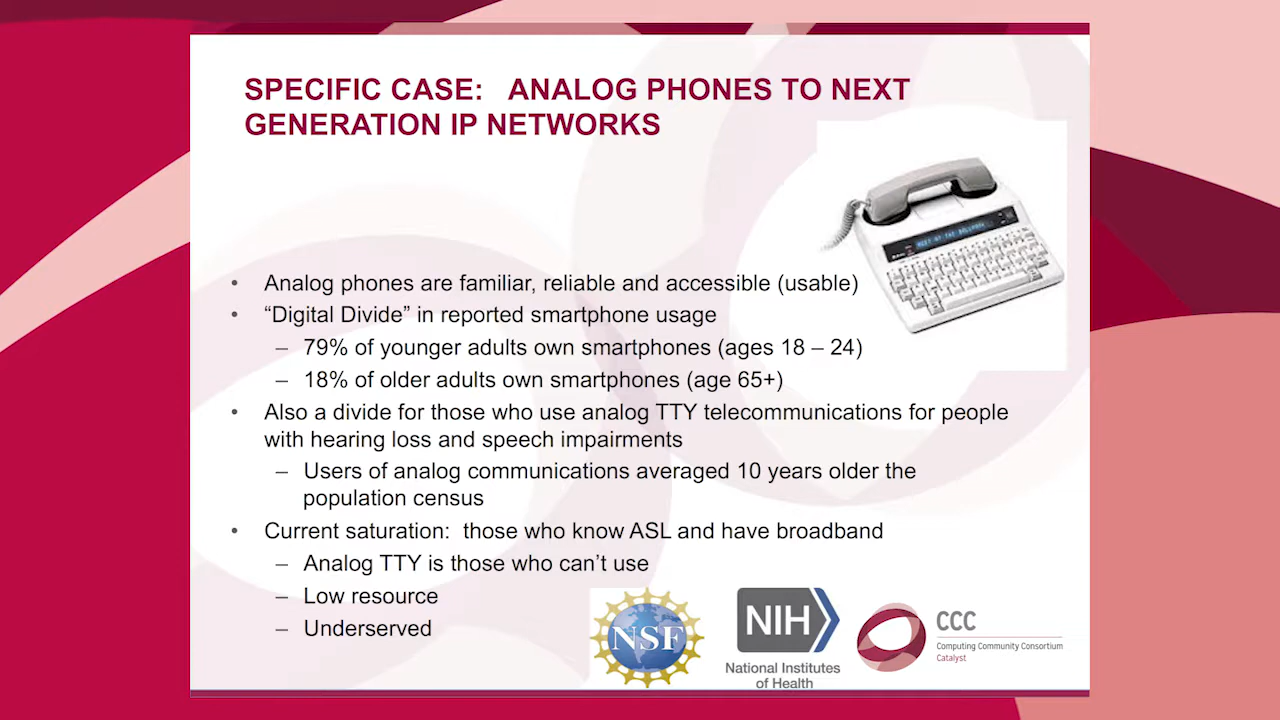 SPECIFIC CASE: ANALOG PHONES TO NEXT
GENERATION IP NETWORKS
• Analog phones are familiar, reliable and accessible (usable)
• “Digital Divide” in reported smartphone usage
– 79% of younger adults own smartphones (ages 18 – 24)
– 18% of older adults own smartphones (age 65+)
• Also a divide for those who use analog TTY telecommunications for people
with hearing loss and speech impairments
– Users of analog communications averaged 10 years older the
population census
• Current saturation: those who know ASL and have broadband
– Analog TTY is those who can’t use
– Low resource
– Underserved
NSF
NIH
National Institutes
of Health
CCC
Computing Community Consortium
Catalyst